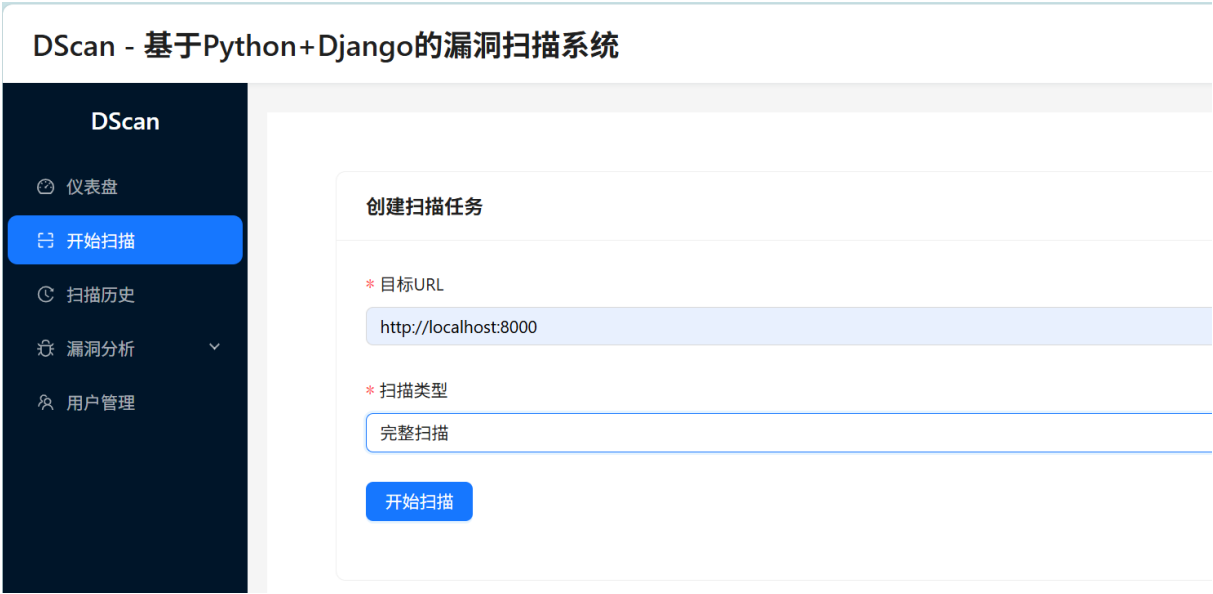 DScan - 基于Python+Django的漏洞扫描系统
DScan
仪表盘
开始扫描
扫描历史
漏洞分析
用户管理
创建扫描任务
* 目标URL
http://localhost:8000
* 扫描类型
完整扫描
开始扫描